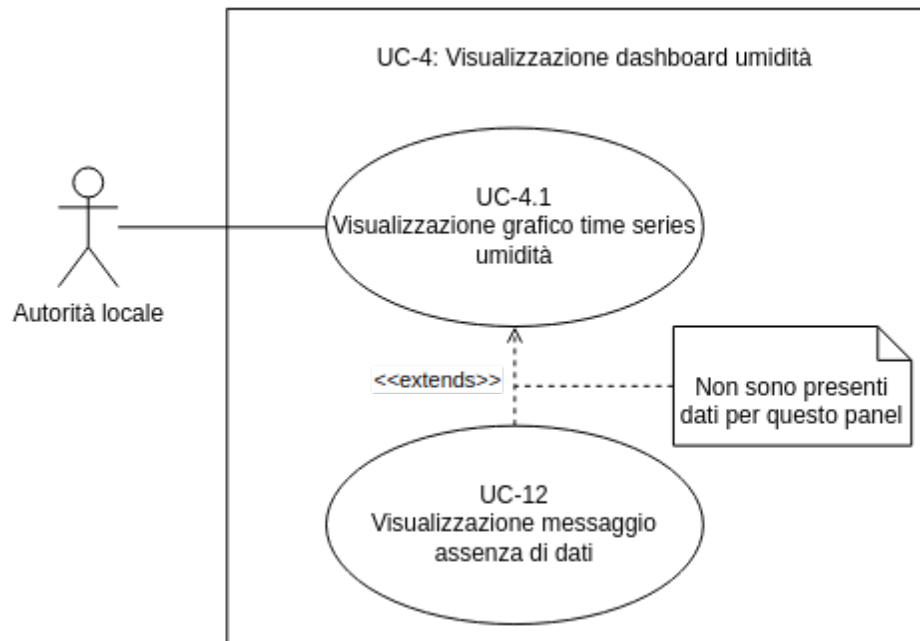 UC-4: Visualizzazione dashboard umidità
UC-4.1
Visualizzazione grafico time series
umidità
Autorità locale
<<extends>>
Non sono presenti
dati per questo panel
UC-12
Visualizzazione messaggio
assenza di dati